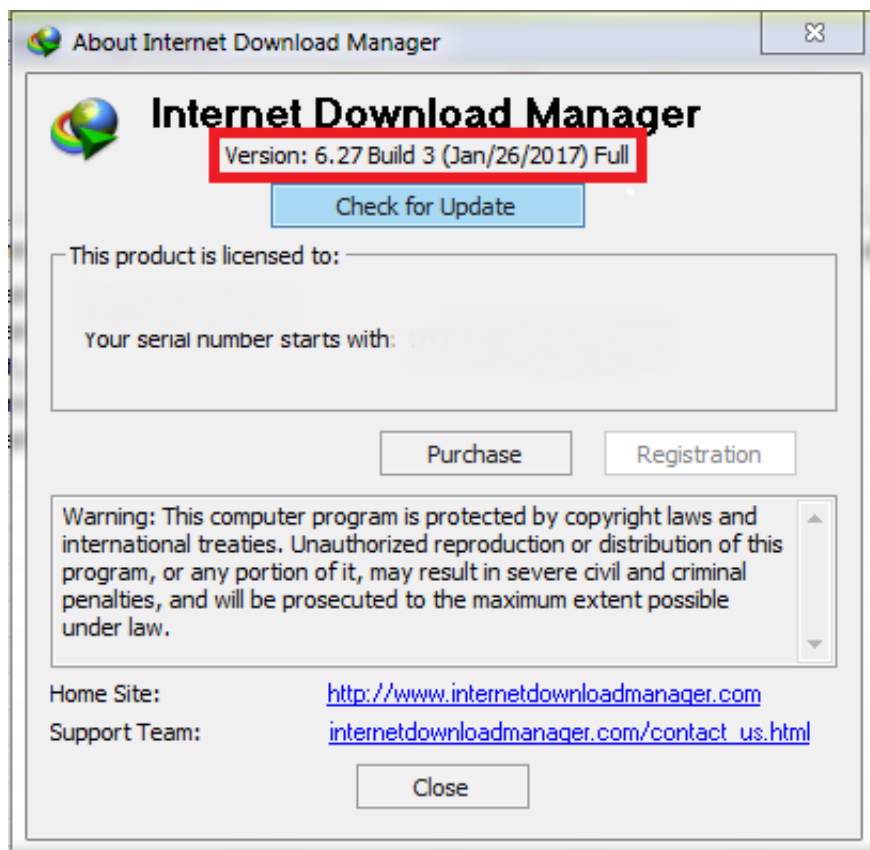 About Internet Download Manager
Internet Download Manager
Version: 6.27 Build 3 (Jan/26/2017) Full
Check for Update
This product is licensed to:
Your serial number starts with:
Purchase
Registration
Warning: This computer program is protected by copyright laws and
international treaties. Unauthorized reproduction or distribution of this
program, or any portion of it, may result in severe civil and criminal
penalties, and will be prosecuted to the maximum extent possible
under law.
Home Site: http://www.internetdownloadmanager.com
Support Team: internetdownloadmanager.com/contact_us.html
Close